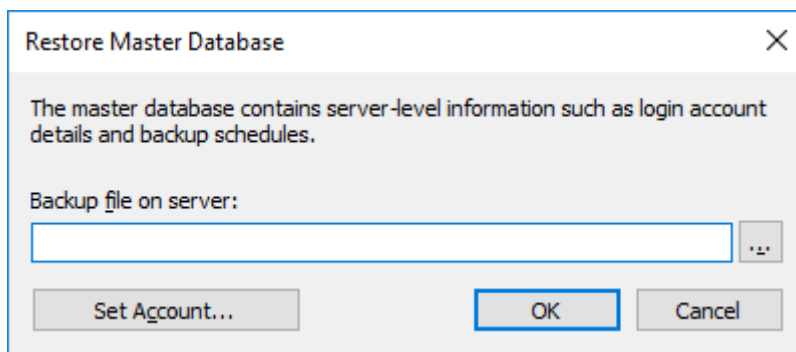 Restore Master Database
The master database contains server-level information such as login account
details and backup schedules.
Backup file on server:
...
Set Account...
OK
Cancel